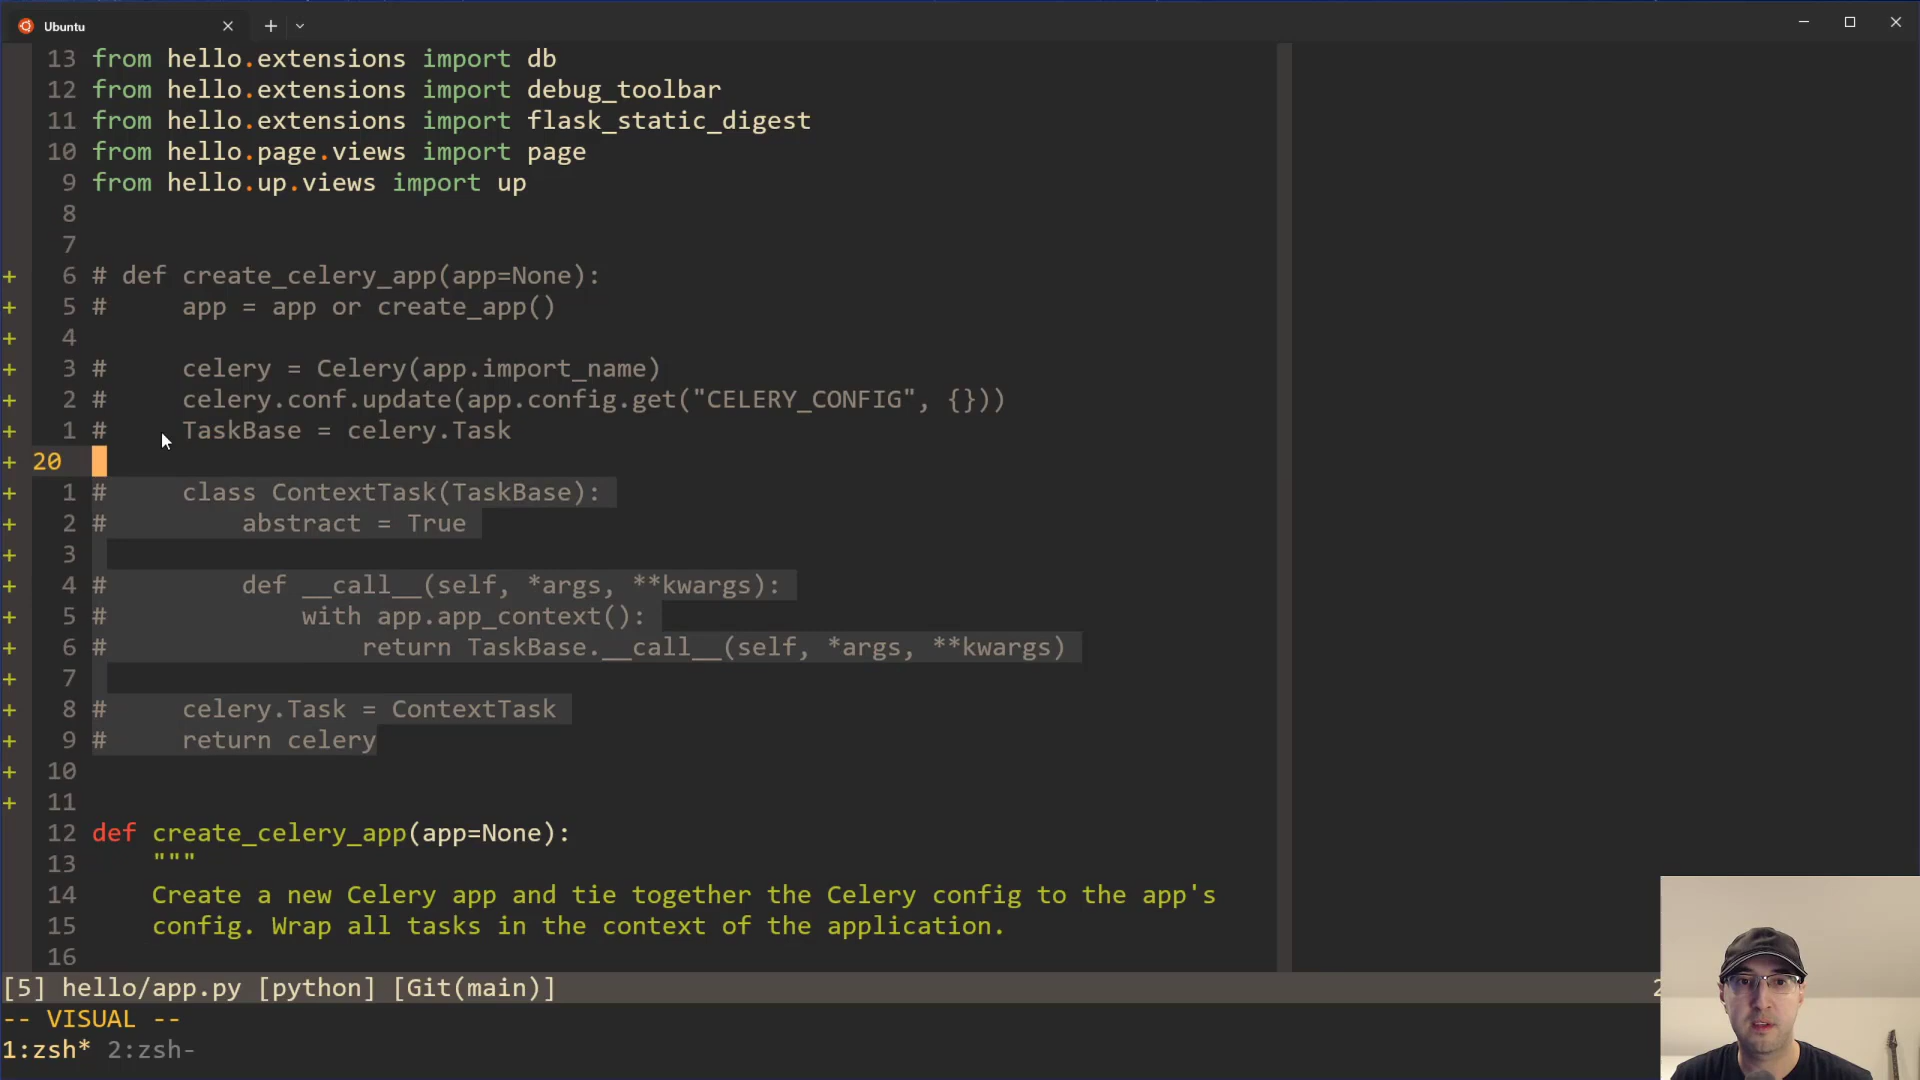 Ubuntu
13 from hello.extensions import db
12 from hello.extensions import debug_toolbar
11 from hello.extensions import flask_static_digest
10 from hello.page.views import page
9 from hello.up.views import up
8
7
+ 6 # def create_celery_app(app=None):
+ 5 #     app = app or create_app()
+ 4
+ 3 #     celery = Celery(app.import_name)
+ 2 #     celery.conf.update(app.config.get("CELERY_CONFIG", {}))
+ 1 #     TaskBase = celery.Task
+ 20
+ 1 #     class ContextTask(TaskBase):
+ 2 #         abstract = True
+ 3
+ 4 #         def __call__(self, *args, **kwargs):
+ 5 #             with app.app_context():
+ 6 #                 return TaskBase.__call__(self, *args, **kwargs)
+ 7
+ 8 #     celery.Task = ContextTask
+ 9 #     return celery
+ 10
+ 11
12 def create_celery_app(app=None):
13     """
14     Create a new Celery app and tie together the Celery config to the app's
15     config. Wrap all tasks in the context of the application.
16
[5] hello/app.py [python] [Git(main)]
-- VISUAL --
1:zsh* 2:zsh-